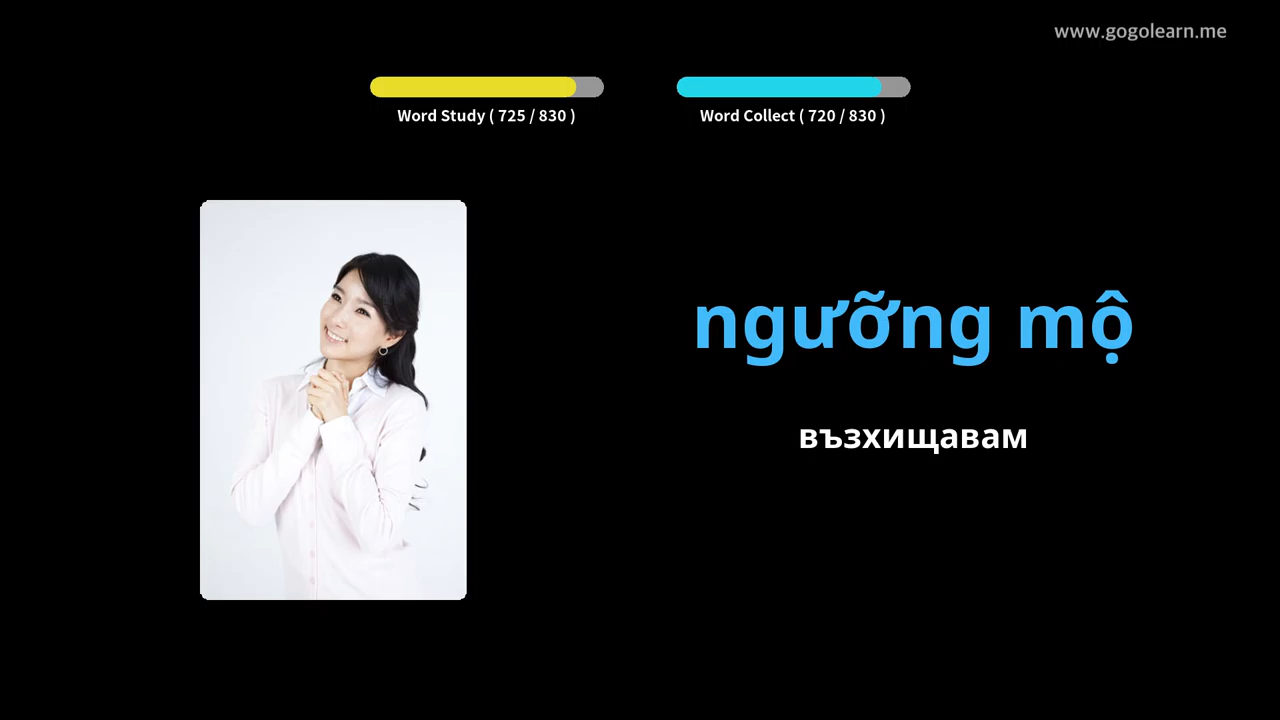 www.gogolearn.me
Word Study ( 725 / 830 )
Word Collect ( 720 / 830 )
ngưỡng mộ
възхищавам